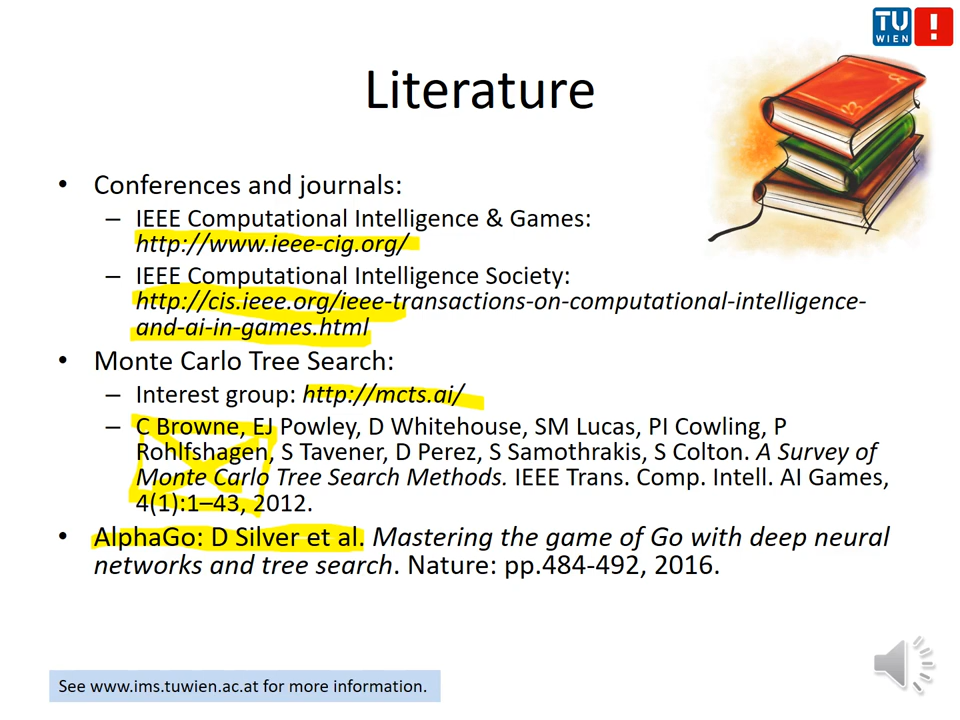 TU
WIEN
!
Literature
• Conferences and journals:
– IEEE Computational Intelligence & Games:
http://www.ieee-cig.org/
– IEEE Computational Intelligence Society:
http://cis.ieee.org/ieee-transactions-on-computational-intelligence-
and-ai-in-games.html
• Monte Carlo Tree Search:
– Interest group: http://mcts.ai/
– C Browne, EJ Powley, D Whitehouse, SM Lucas, PI Cowling, P
Rohlfshagen, S Tavener, D Perez, S Samothrakis, S Colton. A Survey of
Monte Carlo Tree Search Methods. IEEE Trans. Comp. Intell. AI Games,
4(1):1–43, 2012.
• AlphaGo: D Silver et al. Mastering the game of Go with deep neural
networks and tree search. Nature: pp.484-492, 2016.
See www.ims.tuwien.ac.at for more information.